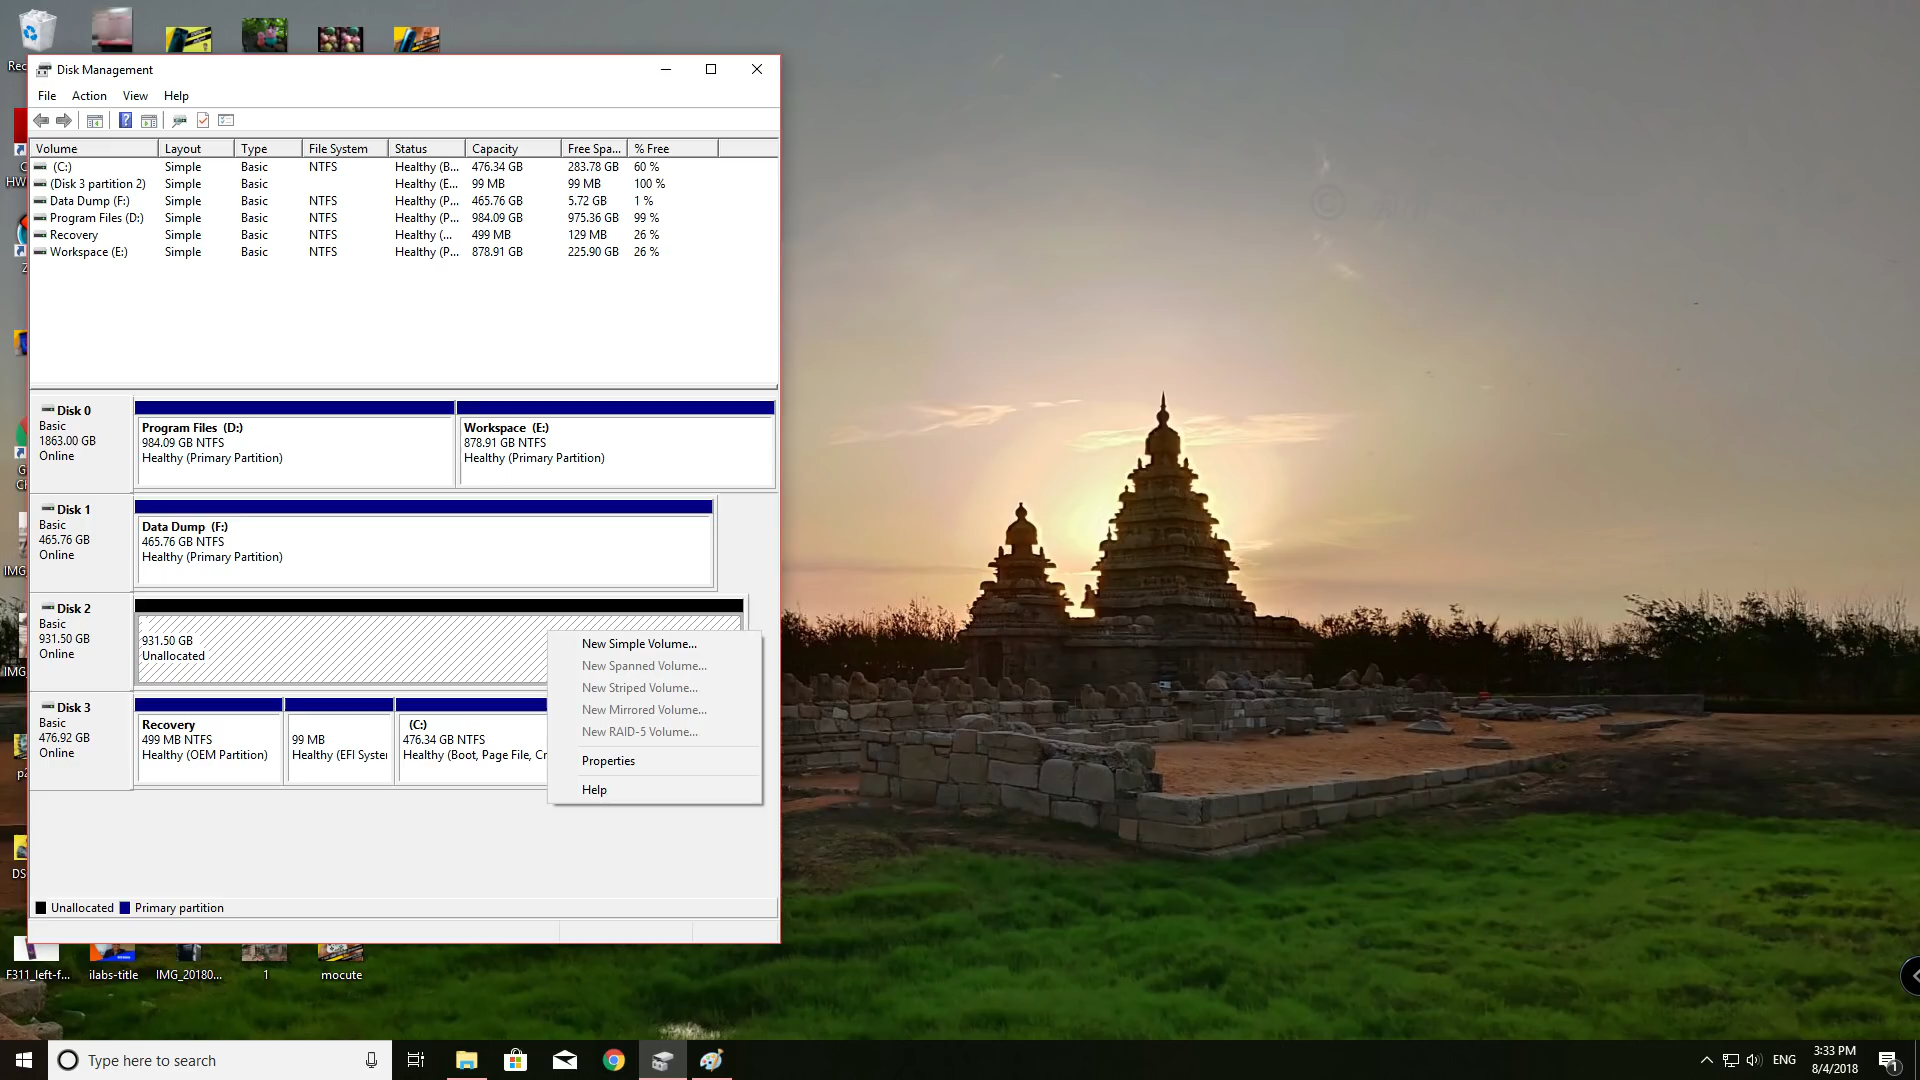 Rec
Disk Management
File Action View Help
Volume Layout Type File System Status Capacity Free Spa... % Free
(C:) Simple Basic NTFS Healthy (B... 476.34 GB 283.78 GB 60 %
(Disk 3 partition 2) Simple Basic Healthy (E... 99 MB 99 MB 100 %
Data Dump (F:) Simple Basic NTFS Healthy (P... 465.76 GB 5.72 GB 1 %
Program Files (D:) Simple Basic NTFS Healthy (P... 984.09 GB 975.36 GB 99 %
Recovery Simple Basic NTFS Healthy (... 499 MB 129 MB 26 %
Workspace (E:) Simple Basic NTFS Healthy (P... 878.91 GB 225.90 GB 26 %
HW
Disk 0
Basic
1863.00 GB
Online
Program Files (D:)
984.09 GB NTFS
Healthy (Primary Partition)
Workspace (E:)
878.91 GB NTFS
Healthy (Primary Partition)
Disk 1
Basic
465.76 GB
Online
Data Dump (F:)
465.76 GB NTFS
Healthy (Primary Partition)
IMG_
Disk 2
Basic
931.50 GB
Online
931.50 GB
Unallocated
IMG_
New Simple Volume...
New Spanned Volume...
New Striped Volume...
New Mirrored Volume...
New RAID-5 Volume...
Properties
Help
Disk 3
Basic
476.92 GB
Online
Recovery
499 MB NTFS
Healthy (OEM Partition)
99 MB
Healthy (EFI Syster
(C:)
476.34 GB NTFS
Healthy (Boot, Page File, Cr
DS
Unallocated Primary partition
F311_left-f... ilabs-title IMG_20180... 1 mocute
Type here to search
ENG
3:33 PM
8/4/2018
1